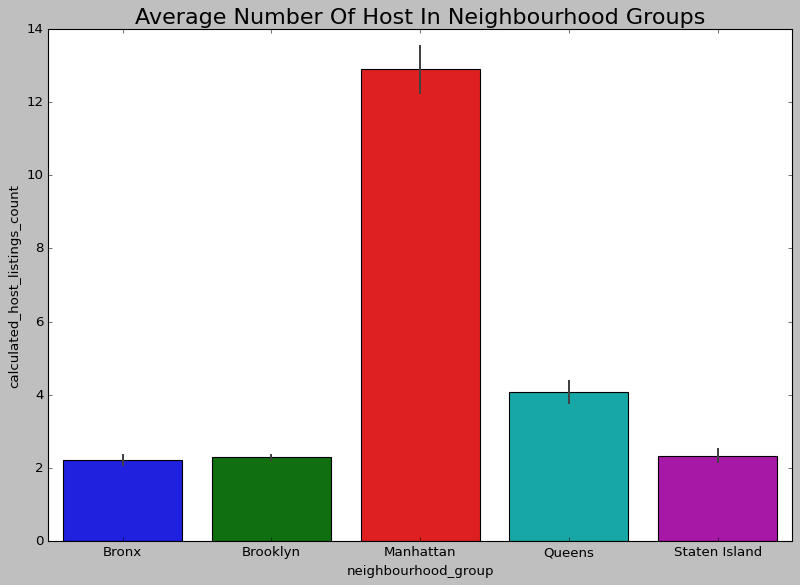 Average Number Of Host In Neighbourhood Groups
14
12
10
8
6
4
2
0
calculated_host_listings_count
Bronx Brooklyn Manhattan Queens Staten Island
neighbourhood_group